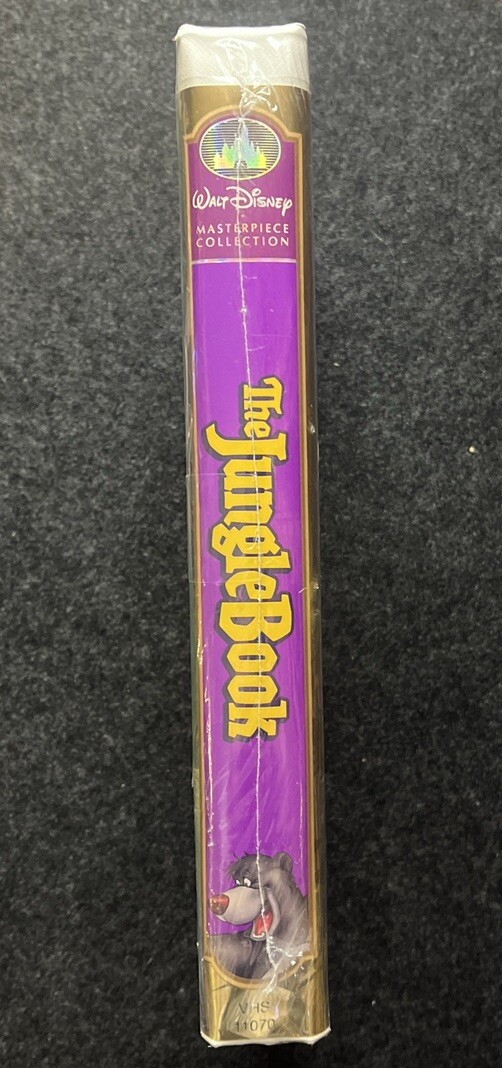 Walt Disney
MASTERPIECE
COLLECTION
The Jungle Book
VHS
11070